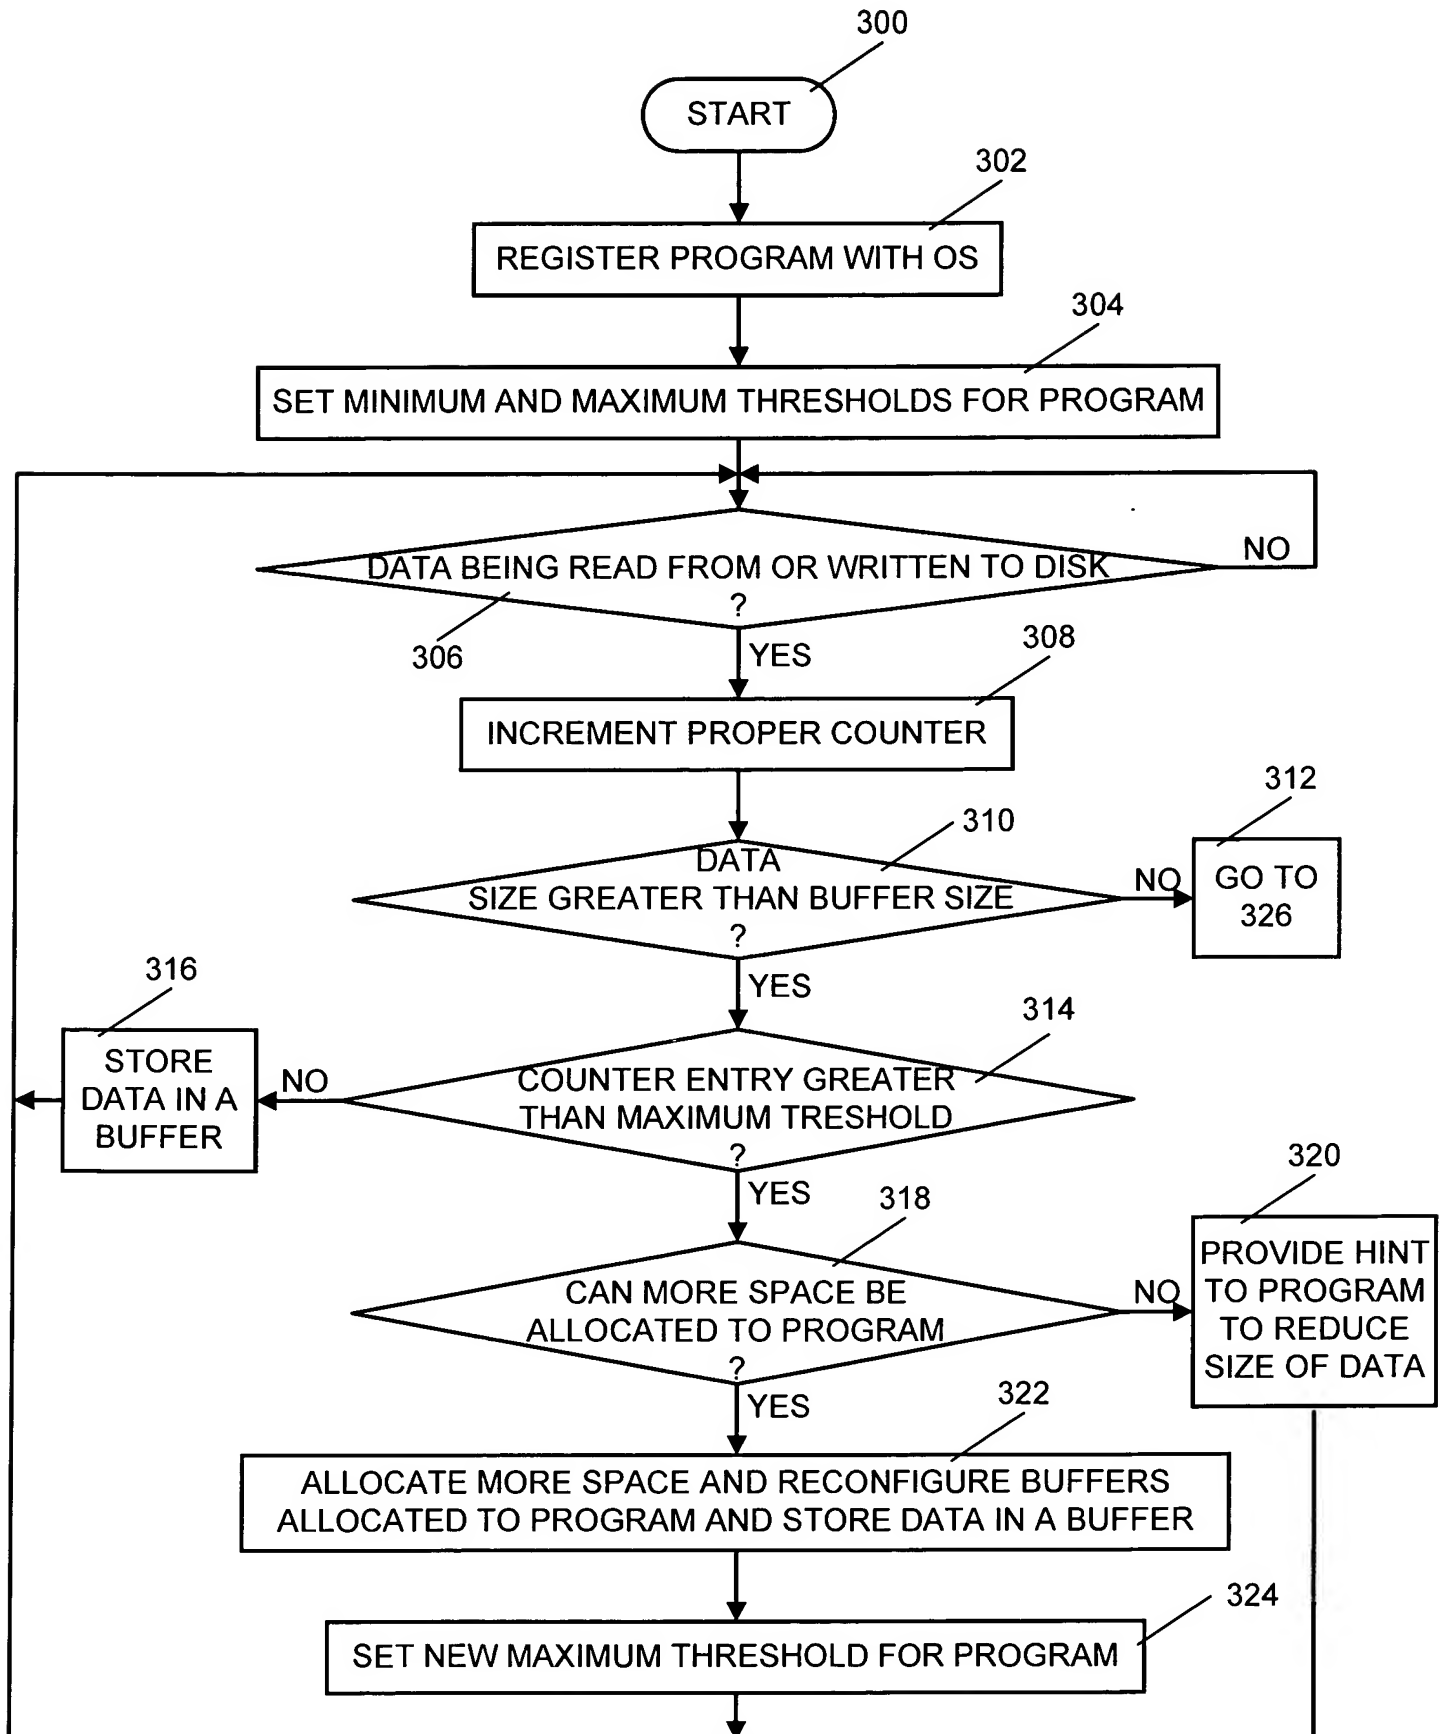 300
START
302
REGISTER PROGRAM WITH OS
304
SET MINIMUM AND MAXIMUM THRESHOLDS FOR PROGRAM
DATA BEING READ FROM OR WRITTEN TO DISK
?
NO
306
YES
308
INCREMENT PROPER COUNTER
312
310
DATA
SIZE GREATER THAN BUFFER SIZE
?
NO
GO TO
326
YES
316
314
STORE
DATA IN A
BUFFER
NO
COUNTER ENTRY GREATER
THAN MAXIMUM TRESHOLD
?
YES
318
320
CAN MORE SPACE BE
ALLOCATED TO PROGRAM
?
NO
PROVIDE HINT
TO PROGRAM
TO REDUCE
SIZE OF DATA
YES
322
ALLOCATE MORE SPACE AND RECONFIGURE BUFFERS
ALLOCATED TO PROGRAM AND STORE DATA IN A BUFFER
324
SET NEW MAXIMUM THRESHOLD FOR PROGRAM